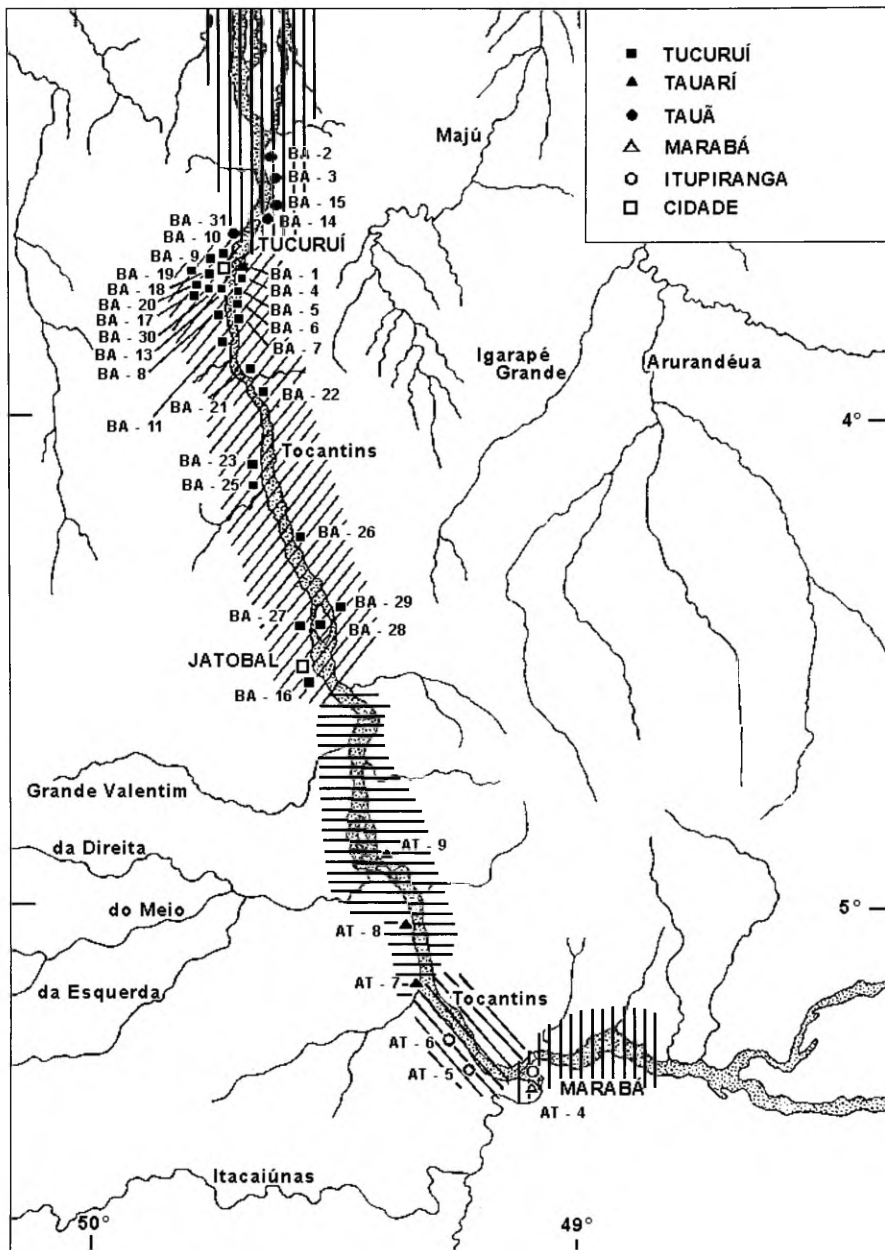 TUCURUÍ
TAUARÍ
TAUÃ
MARABÁ
ITUPIRANGA
CIDADE
Majú
BA - 2
BA - 3
BA - 15
BA - 14
BA - 31
BA - 10
TUCURUÍ
BA - 9
BA - 19
BA - 18
BA - 20
BA - 17
BA - 30
BA - 13
BA - 8
BA - 1
BA - 4
BA - 5
BA - 6
BA - 7
Igarapé
Grande
Arurandéua
BA - 21
BA - 22
BA - 11
4°
Tocantins
BA - 23
BA - 25
BA - 26
BA - 29
BA - 27
BA - 28
JATOBAL
BA - 16
Grande Valentim
da Direita
AT - 9
do Meio
5°
AT - 8
da Esquerda
AT - 7
Tocantins
AT - 6
AT - 5
MARABÁ
AT - 4
Itacaiúnas
50°
49°